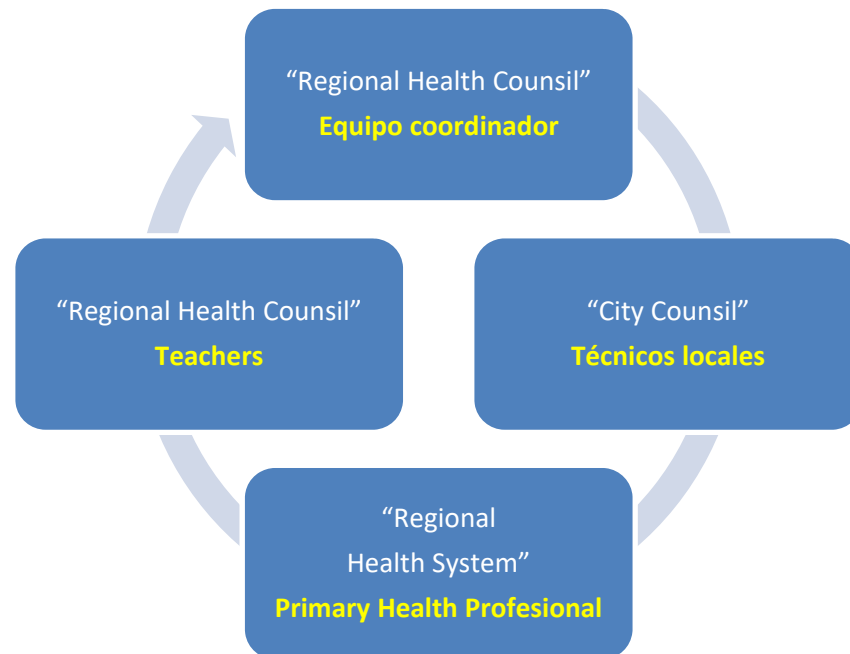 “Regional Health Counsil”
Equipo coordinador
“Regional Health Counsil”
Teachers
“City Counsil”
Técnicos locales
“Regional
Health System”
Primary Health Profesional